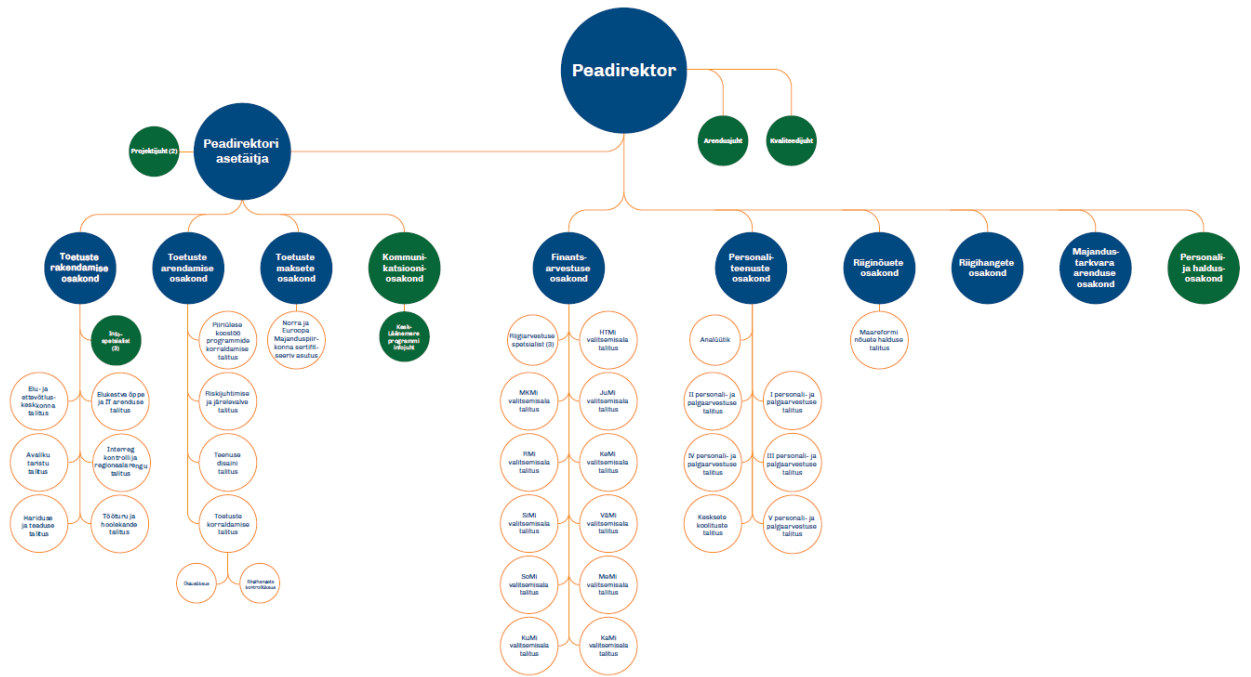 Peadirektor
Arendusjuht
Kvaliteedijuht
Peadirektori
asetäitja
Projektijuht (2)
Toetuste
rakendamise
osakond
Toetuste
arendamise
osakond
Toetuste
maksete
osakond
Kommuni-
katsiooni-
osakond
Finants-
arvestuse
osakond
Personali-
teenuste
osakond
Riiginõuete
osakond
Riigihangete
osakond
Majandus-
tarkvara
arenduse
osakond
Personali-
ja haldus-
osakond
Info-
spetsialist
(3)
Elu- ja
ettevõtlus-
keskkonna
talitus
Elukestva õppe
ja IT arenduse
talitus
Avaliku
taristu
talitus
Interreg
kontrolli ja
regionaalarengu
talitus
Hariduse
ja teaduse
talitus
Tööturu ja
hoolekande
talitus
Piiriülese
koostöö
programmide
korraldamise
talitus
Riskijuhtimise
ja järelevalve
talitus
Teenuse
disaini
talitus
Toetuste
korraldamise
talitus
Riigihangete
kontrolliüksus
Norra ja
Euroopa
Majanduspiir-
konna sertifit-
seeriv asutus
Kesk-
Läänemere
programmi
infojuht
Riigiarvestuse
spetsialist (3)
HTMi
valitsemisala
talitus
MKMi
valitsemisala
talitus
JuMi
valitsemisala
talitus
RMi
valitsemisala
talitus
KeMi
valitsemisala
talitus
SiMi
valitsemisala
talitus
VäMi
valitsemisala
talitus
SoMi
valitsemisala
talitus
MeMi
valitsemisala
talitus
KuMi
valitsemisala
talitus
KaMi
valitsemisala
talitus
Analüütik
II personali- ja
palgaarvestuse
talitus
I personali- ja
palgaarvestuse
talitus
IV personali- ja
palgaarvestuse
talitus
III personali- ja
palgaarvestuse
talitus
Kesksete
koolituste
talitus
V personali- ja
palgaarvestuse
talitus
Maareformi
nõuete halduse
talitus